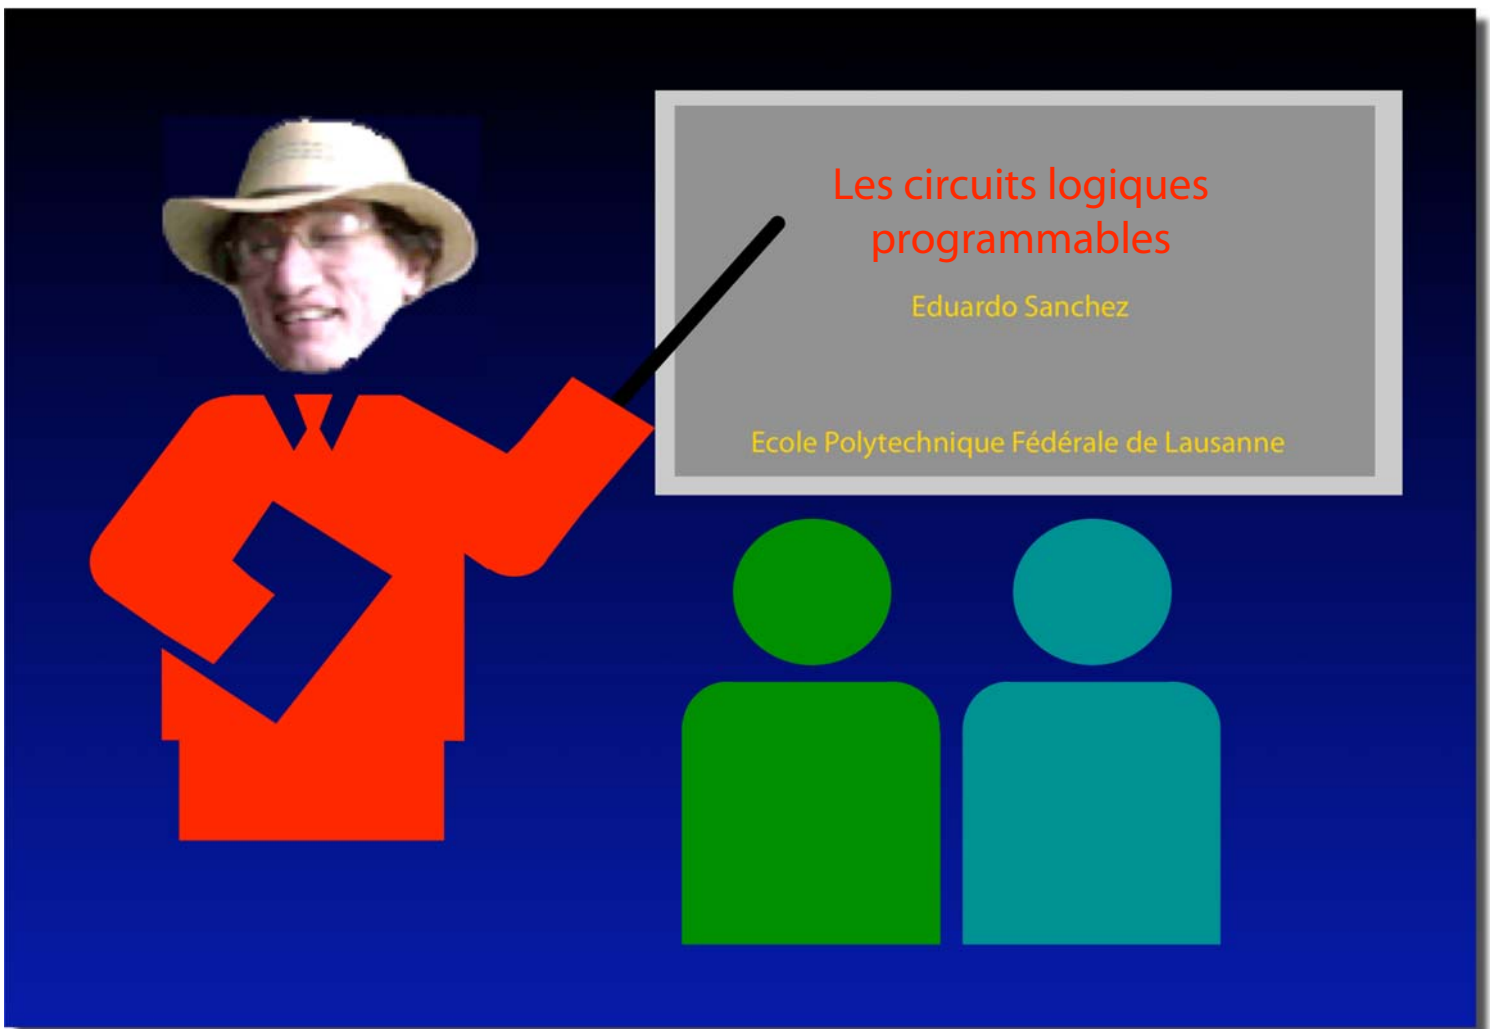 Les circuits logiques
programmables
Eduardo Sanchez
Ecole Polytechnique Fédérale de Lausanne